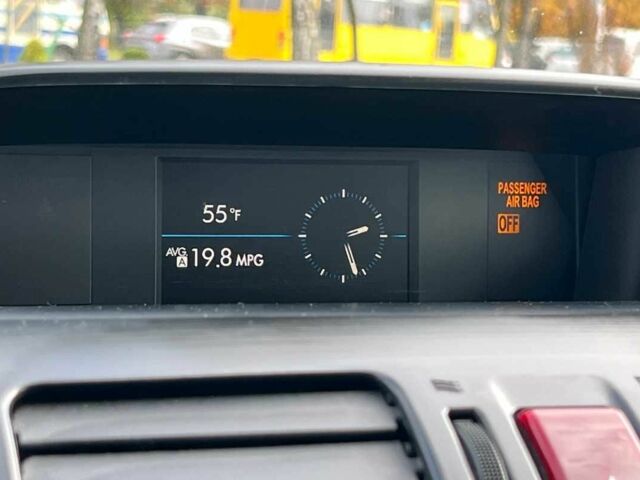 55°F
AVG A 19.8 MPG
PASSENGER
AIR BAG
OFF